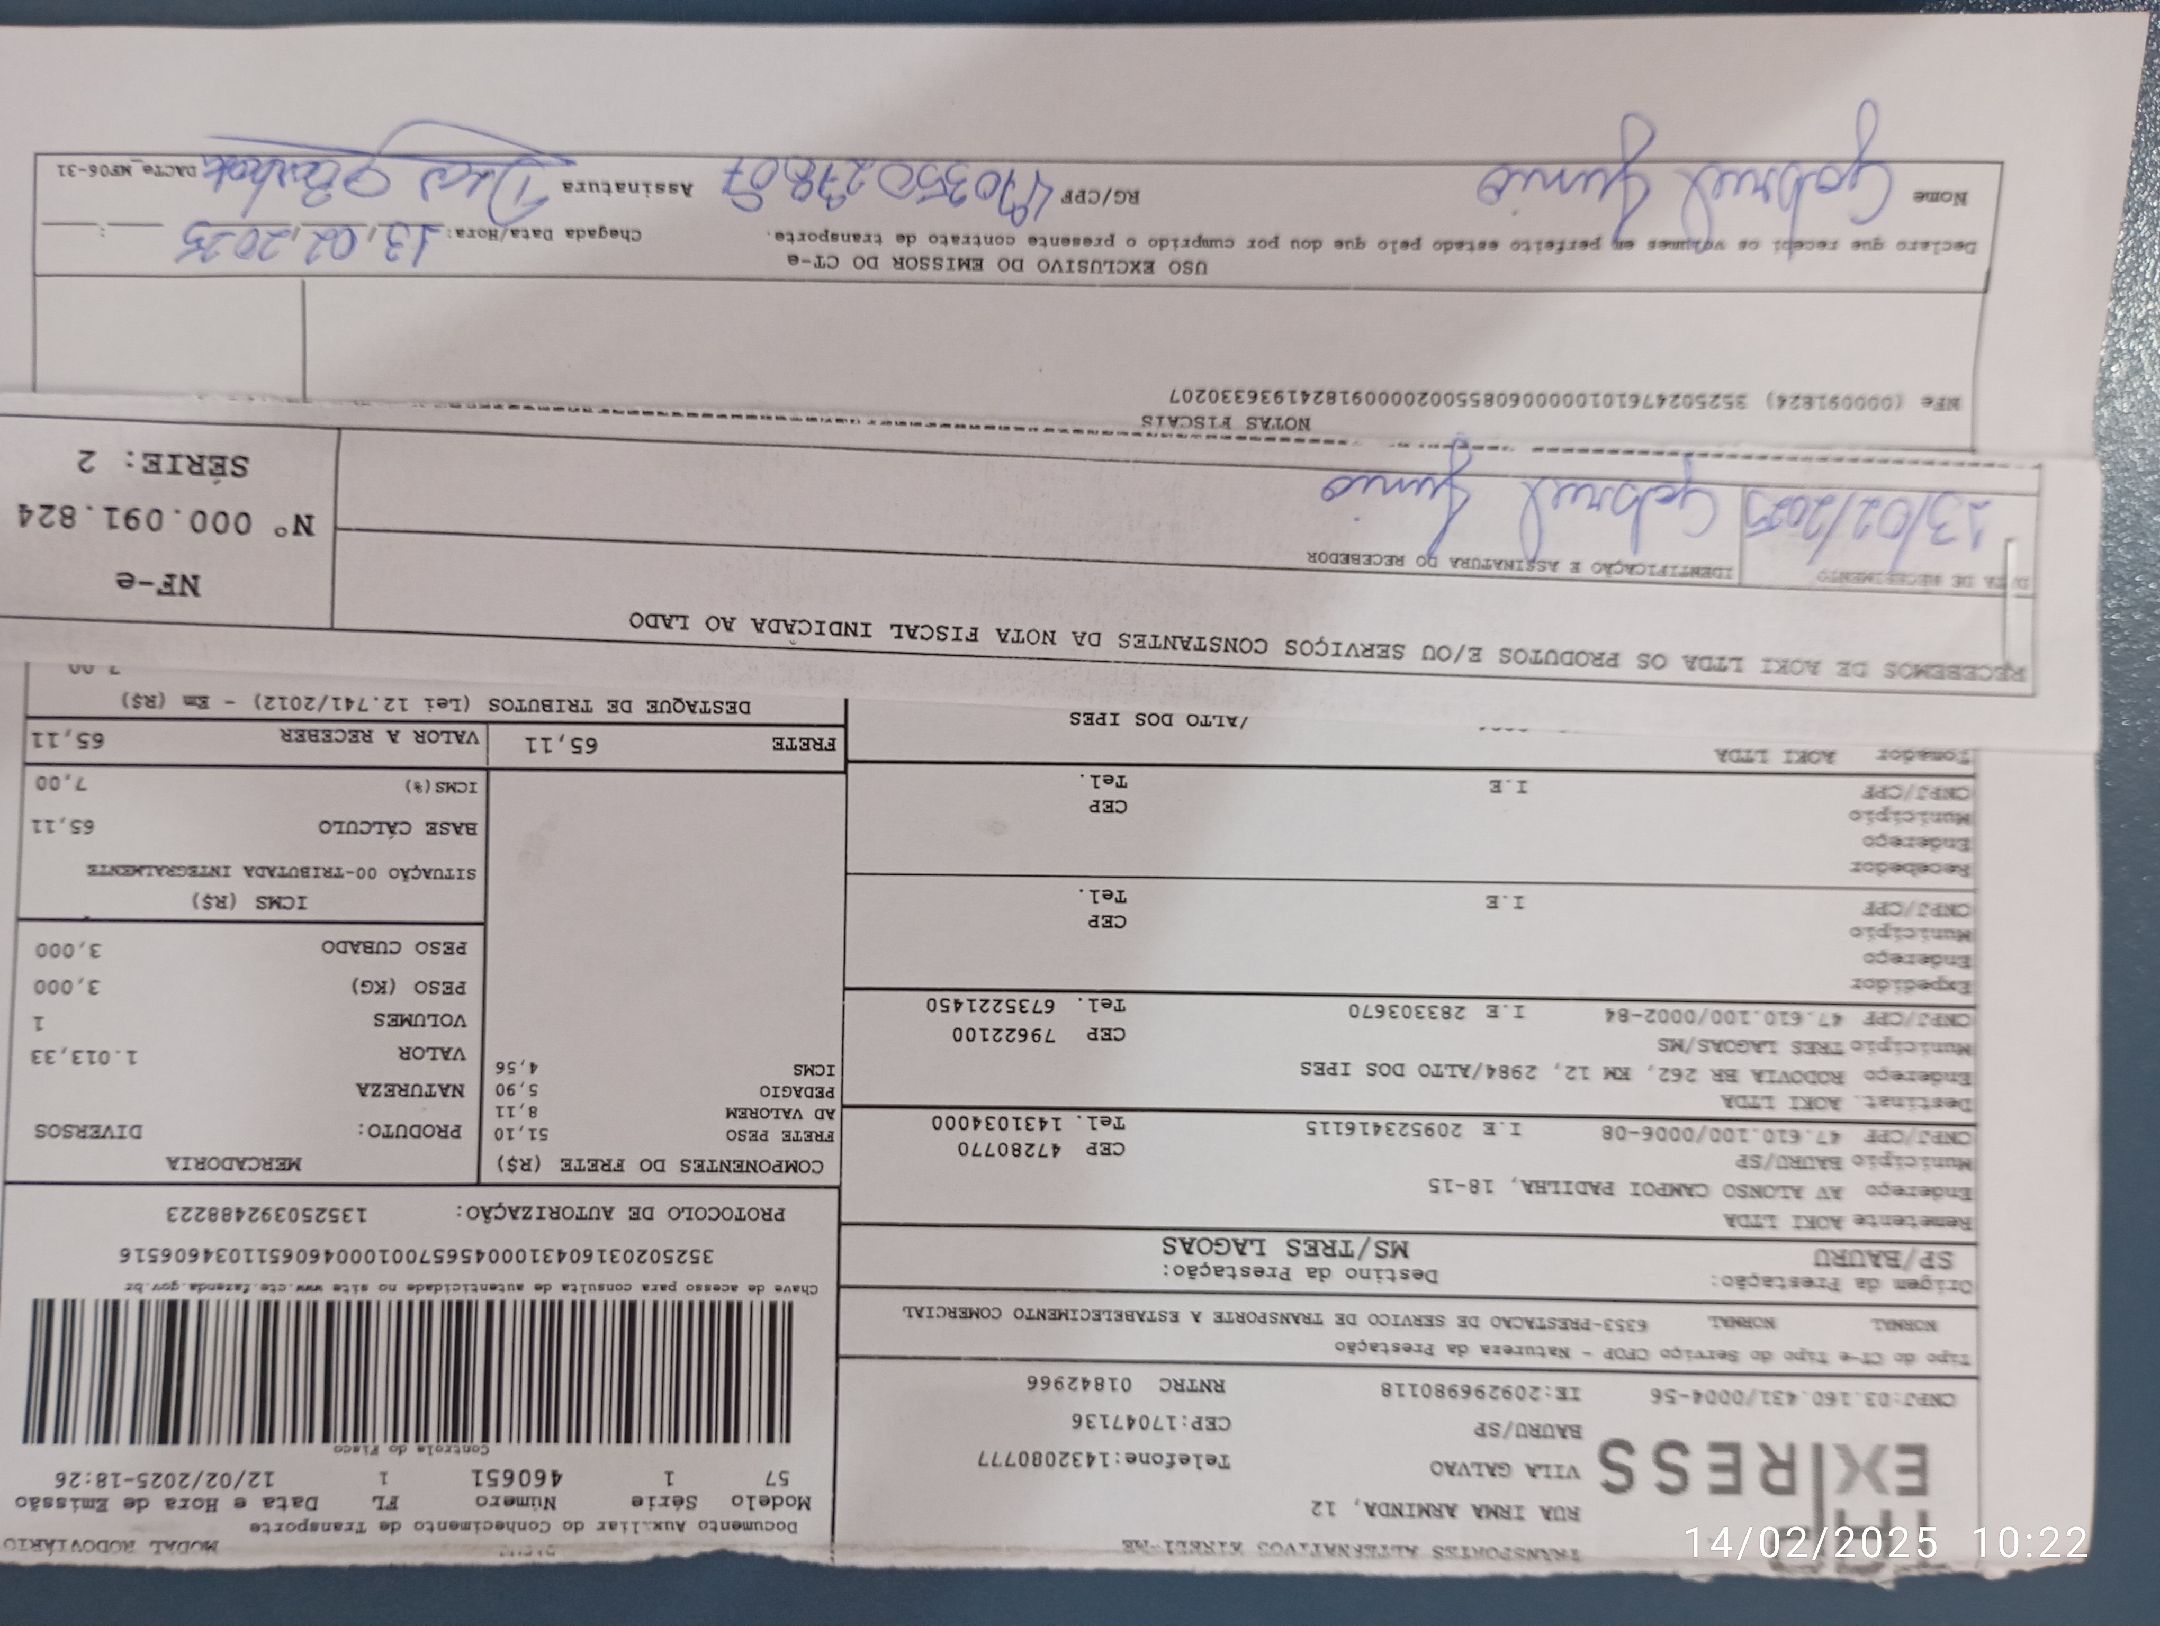 TRANSPORTES ALTERNATIVOS EIRELI-ME
RUA IRMA ARMINDA, 12
EXPRESS
VILA GALVAO
Telefone:1432080777
BAURU/SP
CEP:17047136
CNPJ:03.160.431/0004-56
IE:209296980118
RNTRC 01842966
MODAL RODOVIÁRIO
Documento Auxiliar do Conhecimento de Transporte
Modelo Série Número FL Data e Hora de Emissão
57 1 460651 1 12/02/2025-18:26
Controle do Fisco
Chave de acesso para consulta de autenticidade no site www.cte.fazenda.gov.br
35250203160431000456570010004606511034606516
PROTOCOLO DE AUTORIZAÇÃO: 135250392488223
Tipo do CT-e Tipo do Serviço CFOP - Natureza da Prestação
NORMAL NORMAL 6353-PRESTACAO DE SERVICO DE TRANSPORTE A ESTABELECIMENTO COMERCIAL
Origem da Prestação: Destino da Prestação:
SP/BAURU MS/TRES LAGOAS
Remetente AOKI LTDA
Endereço AV ALONSO CAMPOI PADILHA, 18-15
Município BAURU/SP CEP 47280770
CNPJ/CPF 47.610.100/0006-08 I.E 209523416115 Tel. 1431034000
Destinat. AOKI LTDA
Endereço RODOVIA BR 262, KM 12, 2984/ALTO DOS IPES
Município TRES LAGOAS/MS CEP 79622100
CNPJ/CPF 47.610.100/0002-84 I.E 283303670 Tel. 6735221450
Expedidor
Endereço
Município CEP
CNPJ/CPF I.E Tel.
Recebedor
Endereço
Município CEP
CNPJ/CPF I.E Tel.
Tomador AOKI LTDA
/ALTO DOS IPES
COMPONENTES DO FRETE (R$)
FRETE PESO 51,10
AD VALOREM 8,11
PEDAGIO 5,90
ICMS 4,56
FRETE 65,11
MERCADORIA
PRODUTO: DIVERSOS
NATUREZA
VALOR 1.013,33
VOLUMES 1
PESO (KG) 3,000
PESO CUBADO 3,000
ICMS (R$)
SITUAÇÃO 00-TRIBUTADA INTEGRALMENTE
BASE CÁLCULO 65,11
ICMS(%) 7,00
VALOR A RECEBER 65,11
DESTAQUE DE TRIBUTOS (Lei 12.741/2012) - Em (R$)
RECEBEMOS DE AOKI LTDA OS PRODUTOS E/OU SERVIÇOS CONSTANTES DA NOTA FISCAL INDICADA AO LADO
DATA DE RECEBIMENTO IDENTIFICAÇÃO E ASSINATURA DO RECEBEDOR
13/02/2025 Gabriel Junio
NF-e
Nº 000.091.824
SÉRIE: 2
NOTAS FISCAIS
NFe (000091824) 35250247610100000608550020000918241936330207
USO EXCLUSIVO DO EMISSOR DO CT-e
Declaro que recebi os volumes em perfeito estado pelo que dou por cumprido o presente contrato de transporte.
Chagada Data/Hora: 13,02,2025 :
Nome Gabriel Junio RG/CPF 47035027807 Assinatura
DACTe_MF06-31
14/02/2025 10:22